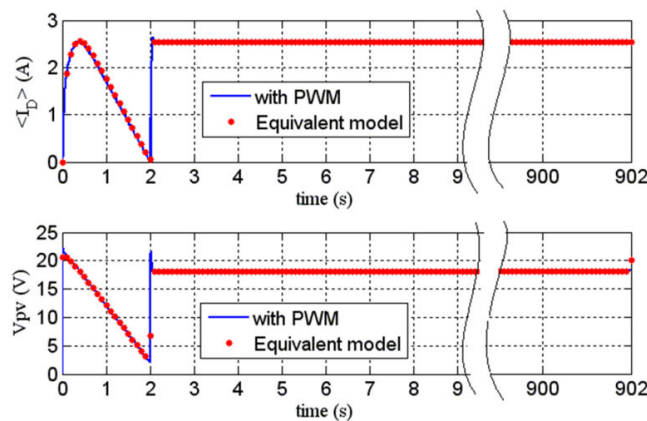 3
2
1
0
<I_D> (A)
with PWM
Equivalent model
0 1 2 3 4 5 6 7 8 9 900 902
time (s)
25
20
15
10
5
0
Vpv (V)
with PWM
Equivalent model
0 1 2 3 4 5 6 7 8 9 900 902
time (s)